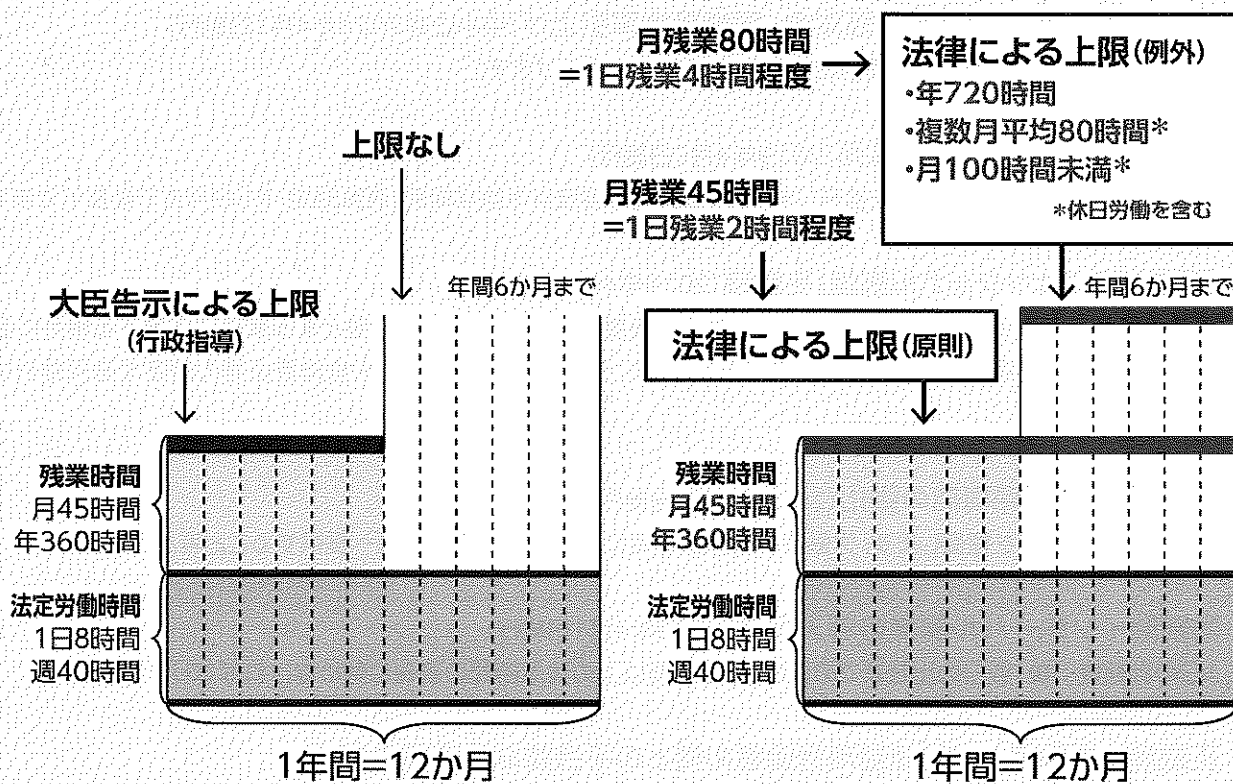 上限なし
年間6か月まで
大臣告示による上限
(行政指導)
残業時間
月45時間
年360時間
法定労働時間
1日8時間
週40時間
1年間=12か月
月残業80時間
=1日残業4時間程度
法律による上限(例外)
・年720時間
・複数月平均80時間*
・月100時間未満*
*休日労働を含む
月残業45時間
=1日残業2時間程度
年間6か月まで
法律による上限(原則)
残業時間
月45時間
年360時間
法定労働時間
1日8時間
週40時間
1年間=12か月